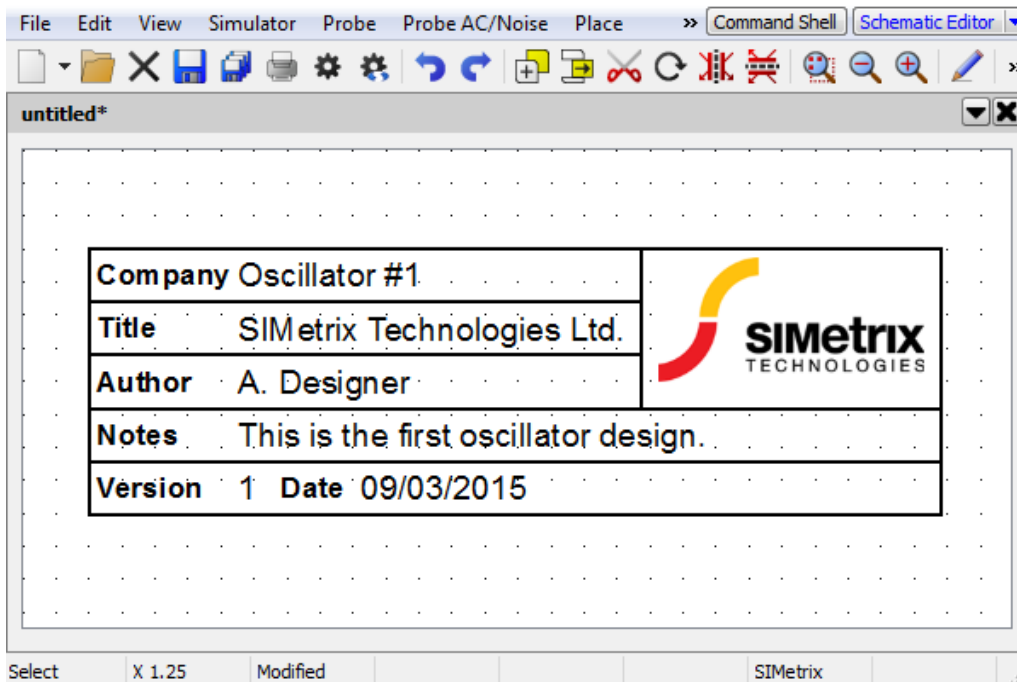 File Edit View Simulator Probe Probe AC/Noise Place » Command Shell Schematic Editor
untitled*
Company Oscillator #1
Title SIMetrix Technologies Ltd.
Author A. Designer
SIMetrix
TECHNOLOGIES
Notes This is the first oscillator design.
Version 1 Date 09/03/2015
Select X 1.25 Modified SIMetrix